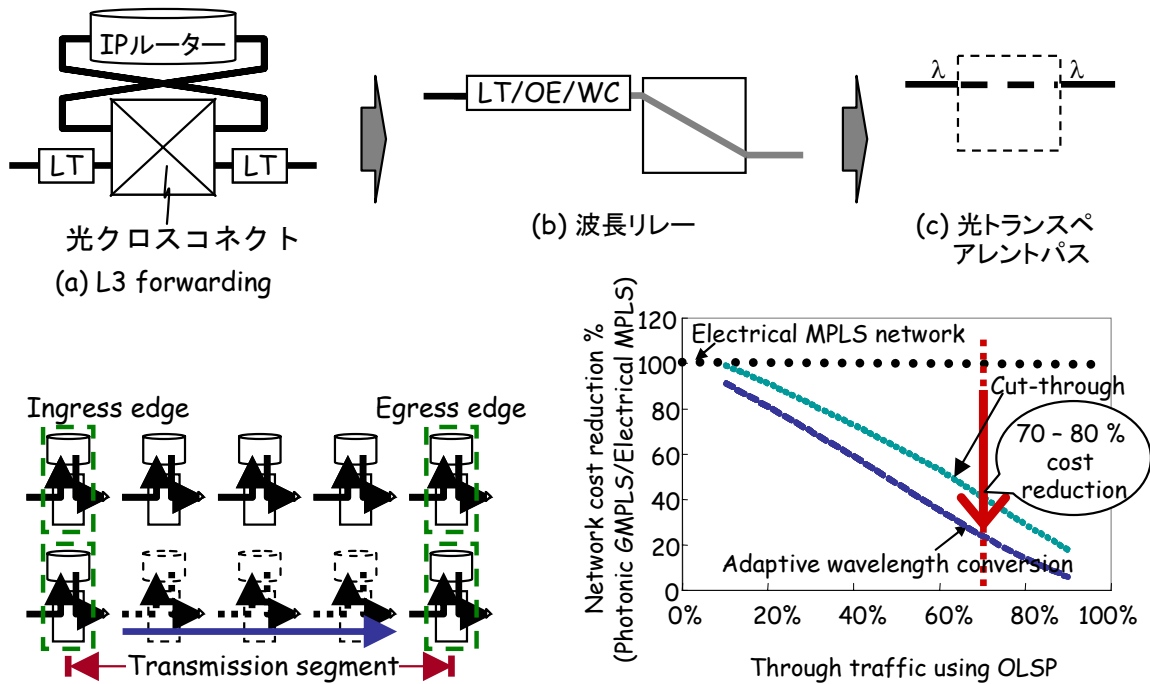 IPルーター
LT
LT
光クロスコネクト
(a) L3 forwarding
LT/OE/WC
(b) 波長リレー
λ
λ
(c) 光トランスペ
アレントパス
Ingress edge
Egress edge
Transmission segment
Network cost reduction %
(Photonic GMPLS/Electrical MPLS)
120
100
80
60
40
20
0
Electrical MPLS network
Cut-through
70 – 80 %
cost
reduction
Adaptive wavelength conversion
0%
20%
40%
60%
80%
100%
Through traffic using OLSP